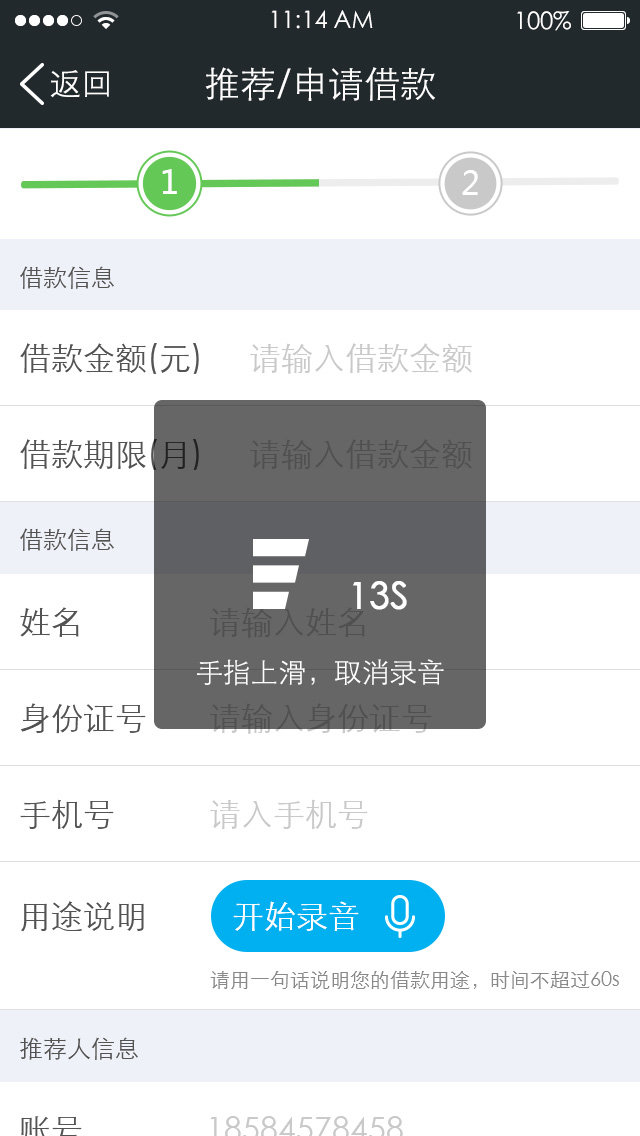 11:14 AM 100%
返回 推荐/申请借款
1 2
借款信息
借款金额(元) 请输入借款金额
借款期限(月) 请输入借款金额
借款信息
13S
姓名 请输入姓名
手指上滑，取消录音
身份证号 请输入身份证号
手机号 请入手机号
用途说明 开始录音
请用一句话说明您的借款用途，时间不超过60s
推荐人信息
账号 18584578458